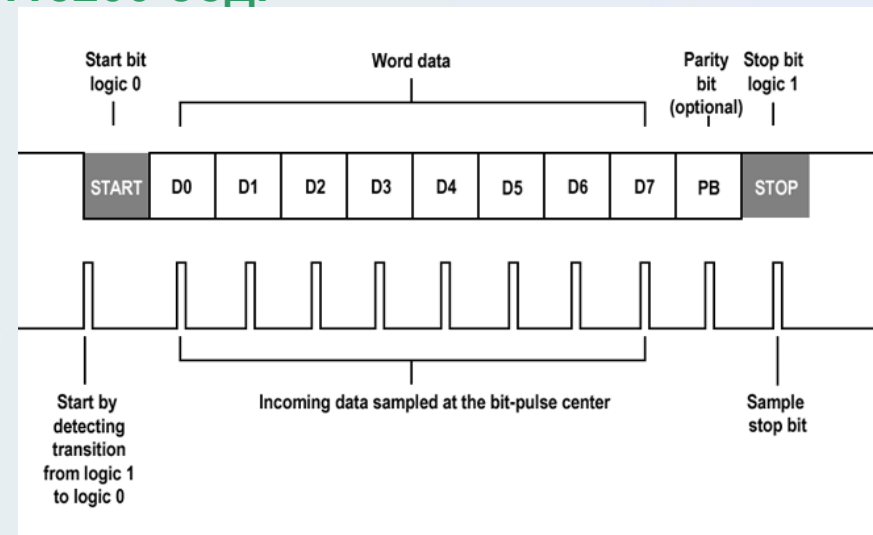 Start bit
logic 0
Word data
Parity
bit
(optional)
Stop bit
logic 1
START D0 D1 D2 D3 D4 D5 D6 D7 PB STOP
Start by
detecting
transition
from logic 1
to logic 0
Incoming data sampled at the bit-pulse center
Sample
stop bit